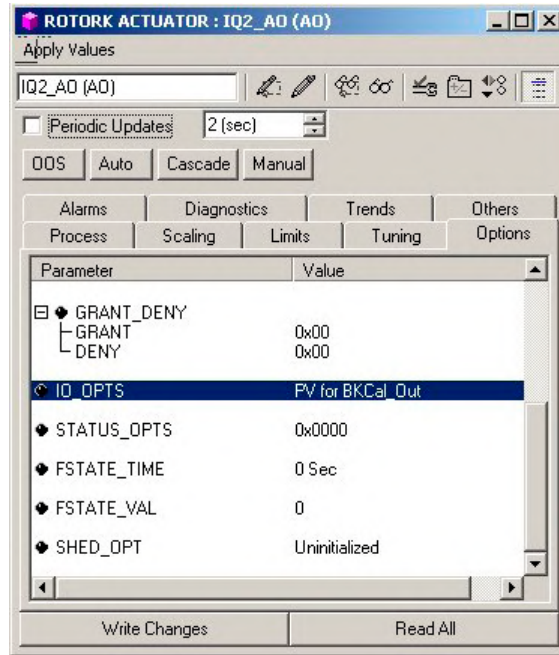 ROTORK ACTUATOR : IQ2_AO (AO)
Apply Values
IQ2_AO (AO)
Periodic Updates 2 (sec)
OOS Auto Cascade Manual
Alarms Diagnostics Trends Others
Process Scaling Limits Tuning Options
Parameter Value
GRANT_DENY
GRANT 0x00
DENY 0x00
IO_OPTS PV for BKCal_Out
STATUS_OPTS 0x0000
FSTATE_TIME 0 Sec
FSTATE_VAL 0
SHED_OPT Uninitialized
Write Changes Read All